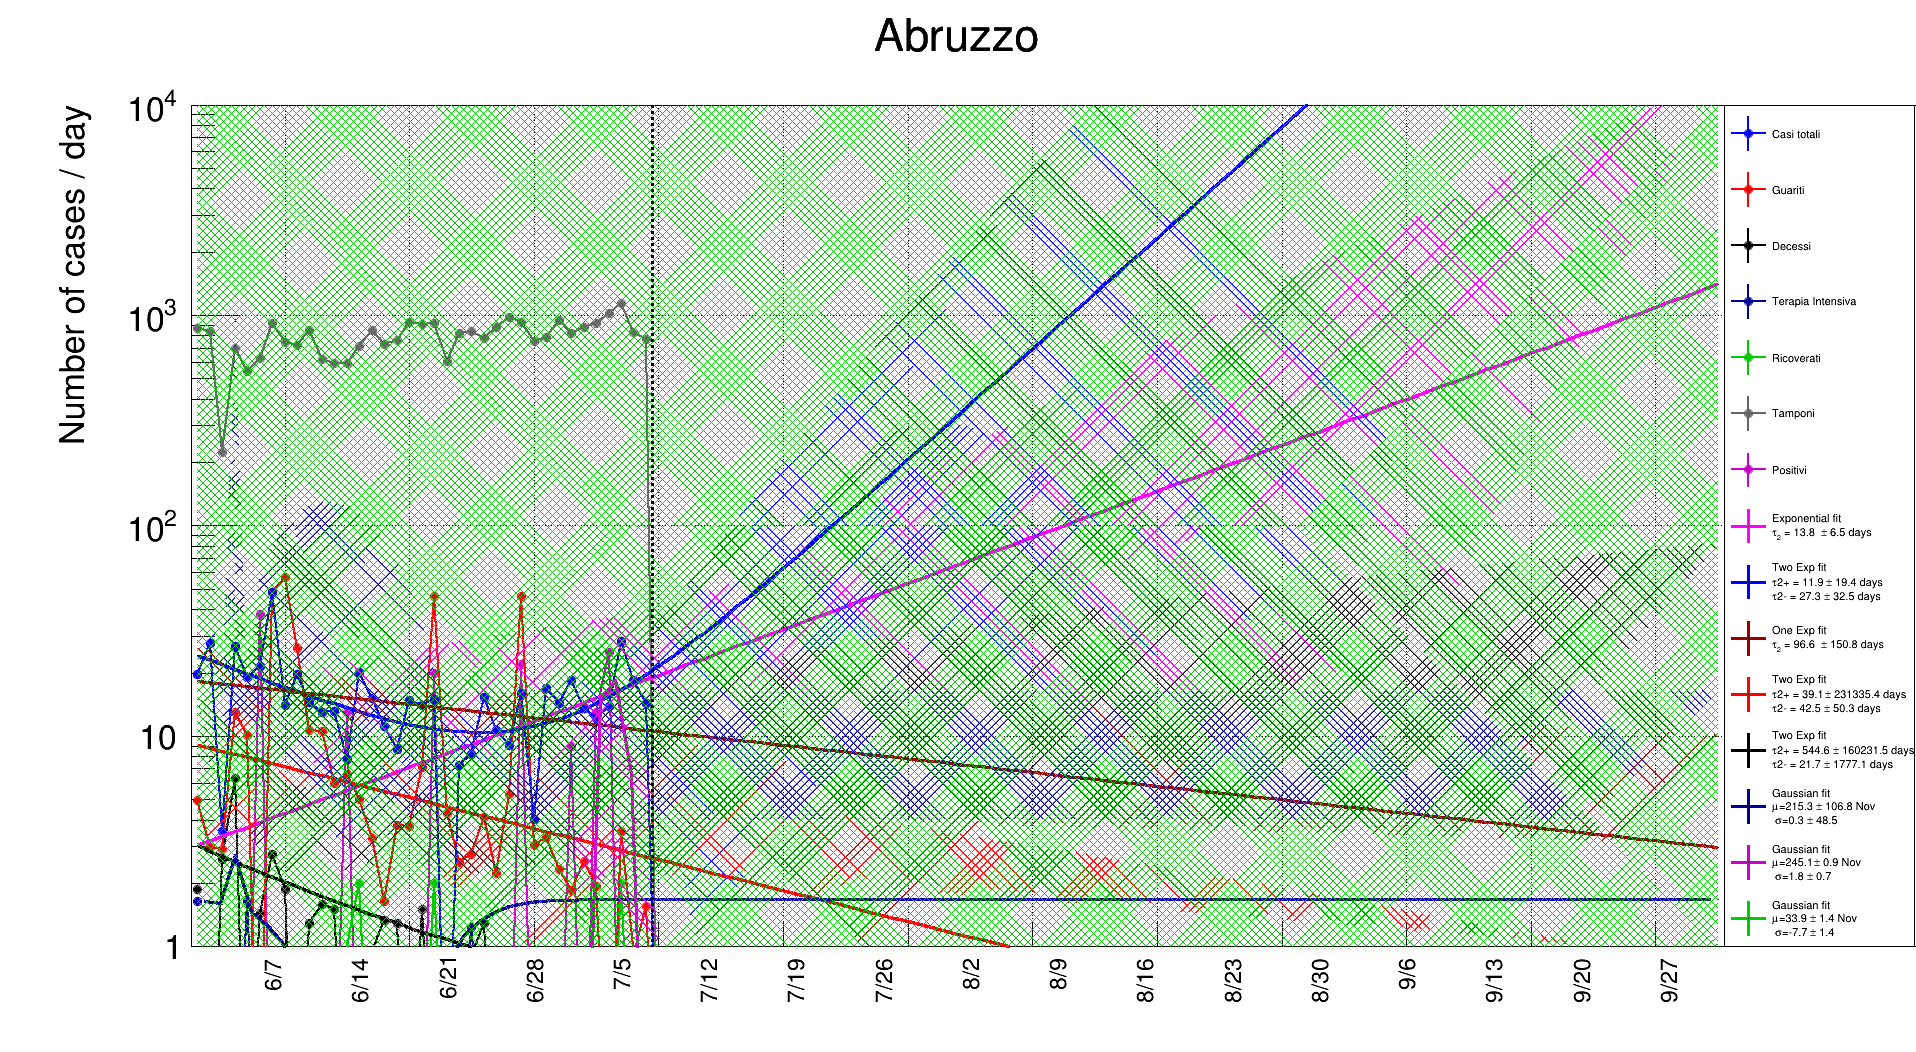 Abruzzo
Number of cases / day
10⁴
10³
10²
10
1
6/7
6/14
6/21
6/28
7/5
7/12
7/19
7/26
8/2
8/9
8/16
8/23
8/30
9/6
9/13
9/20
9/27
Casi totali
Guariti
Decessi
Terapia Intensiva
Ricoverati
Tamponi
Positivi
Exponential fit
τ₂ = 13.8 ± 6.5 days
Two Exp fit
τ2+ = 11.9 ± 19.4 days
τ2- = 27.3 ± 32.5 days
One Exp fit
τ₂ = 96.6 ± 150.8 days
Two Exp fit
τ2+ = 39.1 ± 231335.4 days
τ2- = 42.5 ± 50.3 days
Two Exp fit
τ2+ = 544.6 ± 160231.5 days
τ2- = 21.7 ± 1777.1 days
Gaussian fit
μ=215.3 ± 106.8 Nov
σ=0.3 ± 48.5
Gaussian fit
μ=245.1 ± 0.9 Nov
σ=1.8 ± 0.7
Gaussian fit
μ=33.9 ± 1.4 Nov
σ=-7.7 ± 1.4